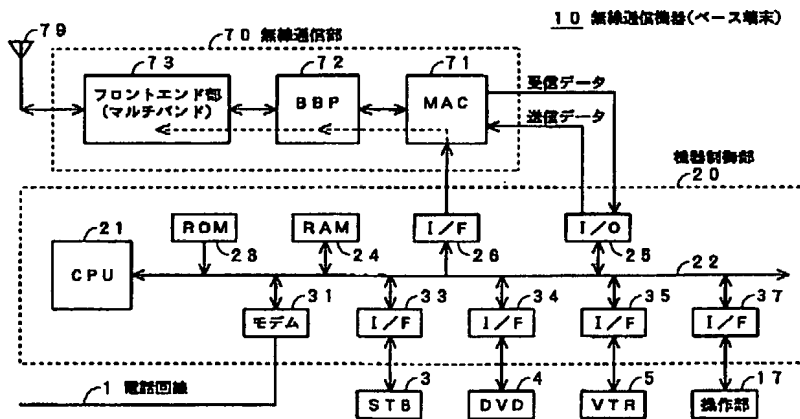 10 無線通信機器(ベース端末)
79
70 無線通信部
73
72
71
フロントエンド部
(マルチバンド)
BBP
MAC
受信データ
送信データ
機器制御部
20
21
CPU
ROM
23
RAM
24
I/F
26
I/O
25
22
31
モデム
33
I/F
34
I/F
35
I/F
37
I/F
1 電話回線
3
STB
4
DVD
5
VTR
17
操作部